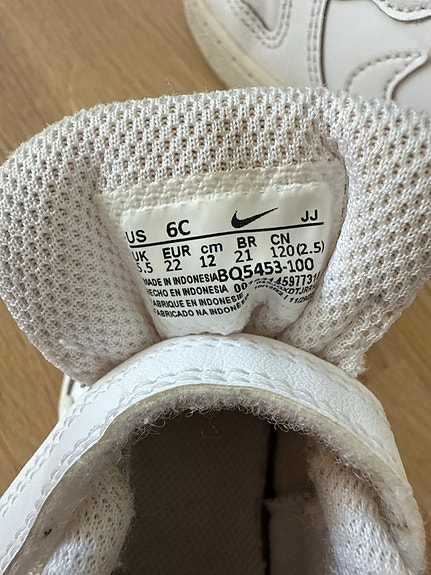 US 6C JJ
UK EUR cm BR CN
5.5 22 12 21 120(2.5)
MADE IN INDONESIA BQ5453-100
HECHO EN INDONESIA 00
FABRIQUE EN INDONESIE
FABRICADO NA INDONESIA